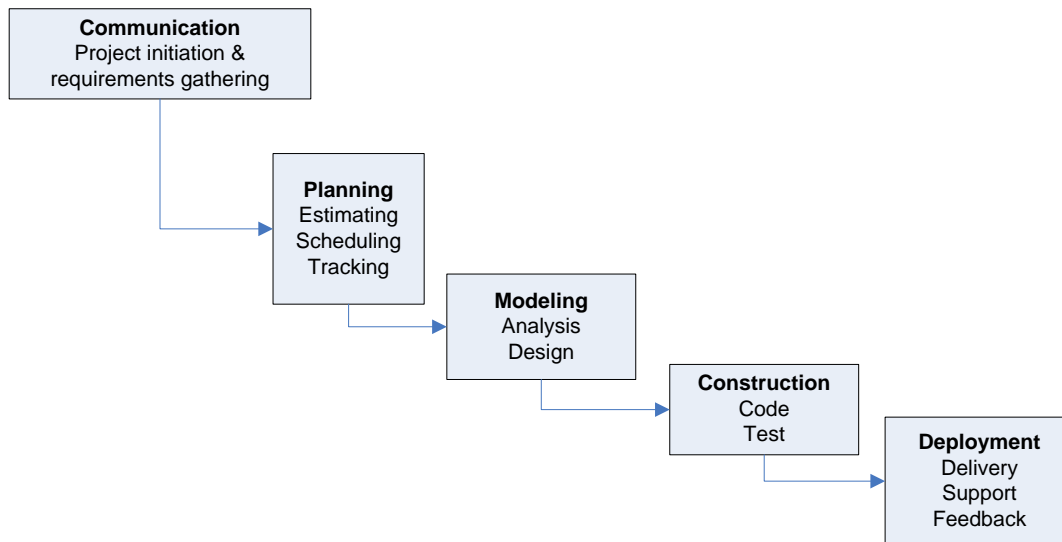 Communication
Project initiation &
requirements gathering
Planning
Estimating
Scheduling
Tracking
Modeling
Analysis
Design
Construction
Code
Test
Deployment
Delivery
Support
Feedback